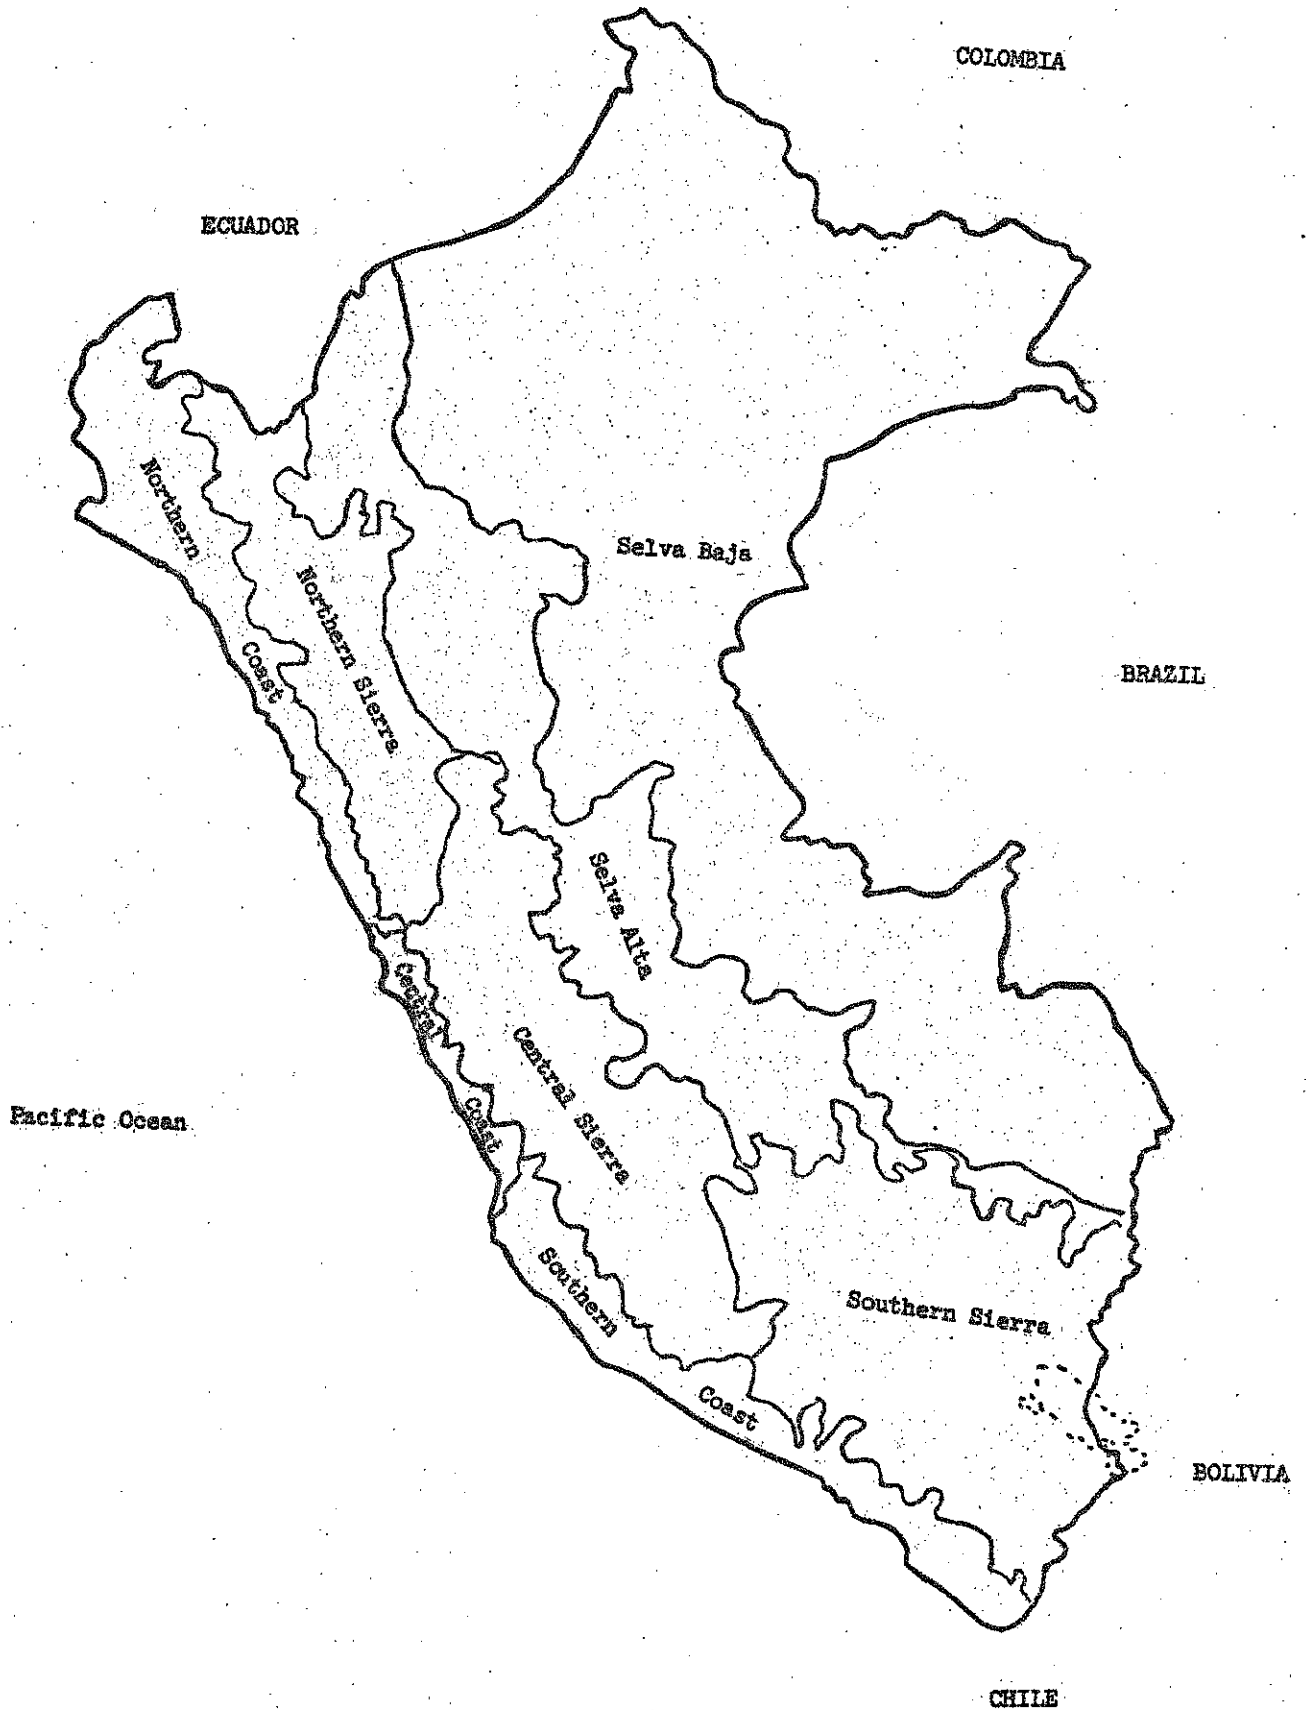 COLOMBIA
ECUADOR
Northern
Coast
Northern Sierra
Selva Baja
BRAZIL
Selva Alta
Central
Coast
Central Sierra
Pacific Ocean
Southern
Coast
Southern Sierra
BOLIVIA
CHILE